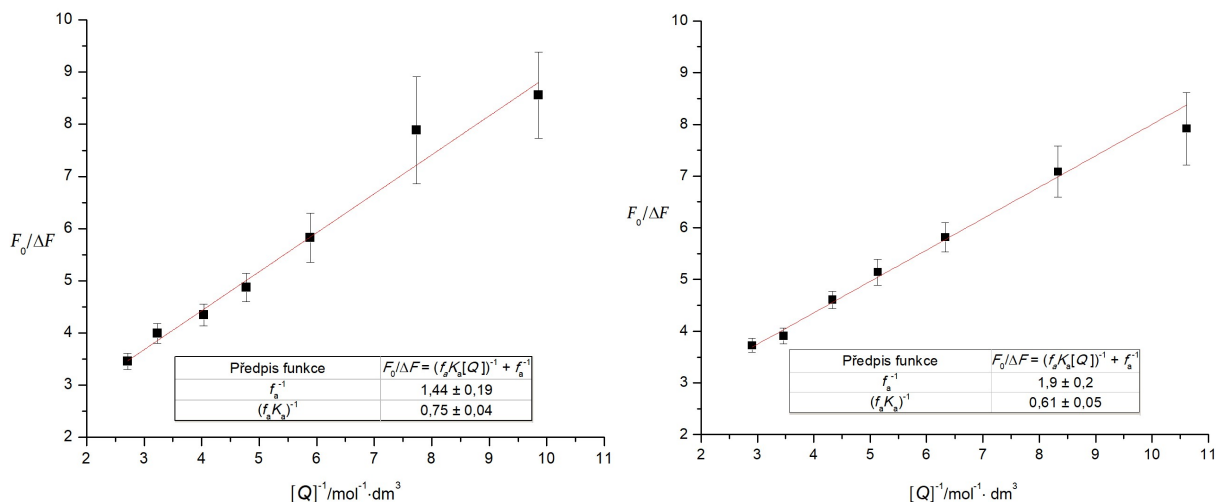 10
9
8
7
6
5
4
3
2
F₀/ΔF
2 3 4 5 6 7 8 9 10 11
[Q]⁻¹/mol⁻¹·dm³
Předpis funkce F₀/ΔF = (fₐKₐ[Q])⁻¹ + fₐ⁻¹
fₐ⁻¹ 1,44 ± 0,19
(fₐKₐ)⁻¹ 0,75 ± 0,04
10
9
8
7
6
5
4
3
2
F₀/ΔF
2 3 4 5 6 7 8 9 10 11
[Q]⁻¹/mol⁻¹· dm³
Předpis funkce F₀/ΔF = (fₐKₐ[Q])⁻¹ + fₐ⁻¹
fₐ⁻¹ 1,9 ± 0,2
(fₐKₐ)⁻¹ 0,61 ± 0,05